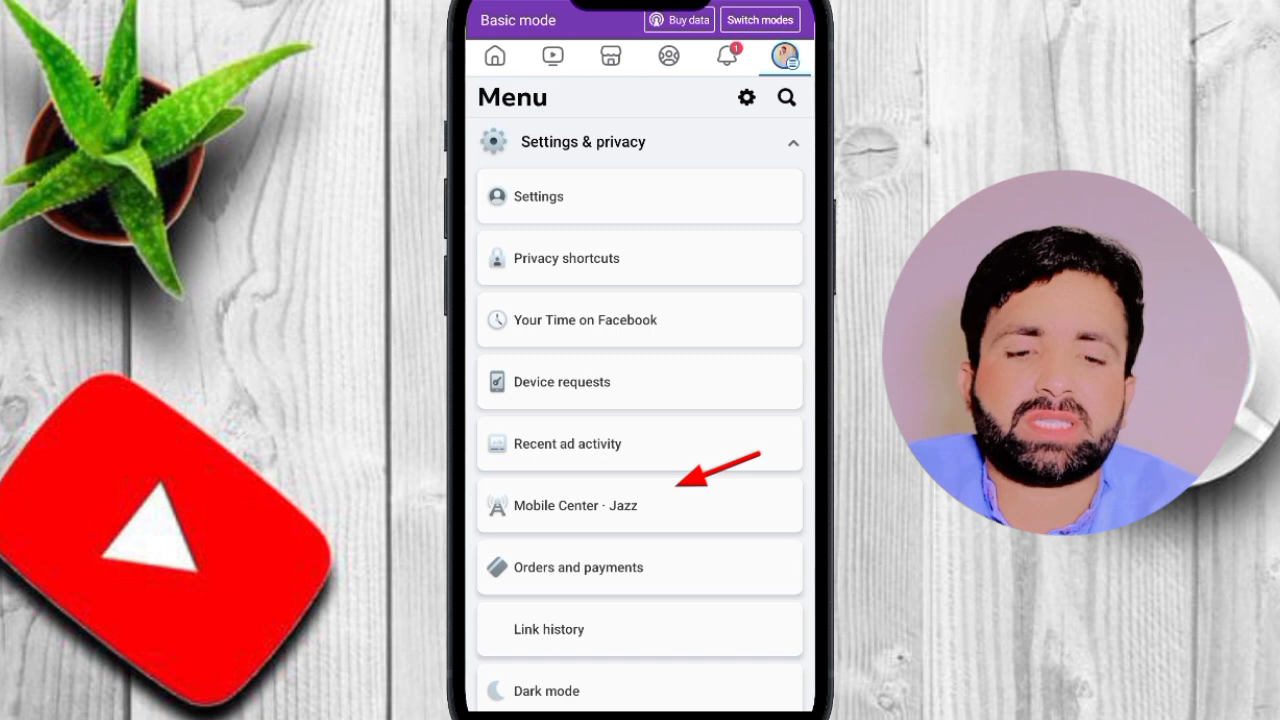 Basic mode
Buy data
Switch modes
1
Menu
Settings & privacy
Settings
Privacy shortcuts
Your Time on Facebook
Device requests
Recent ad activity
Mobile Center · Jazz
Orders and payments
Link history
Dark mode